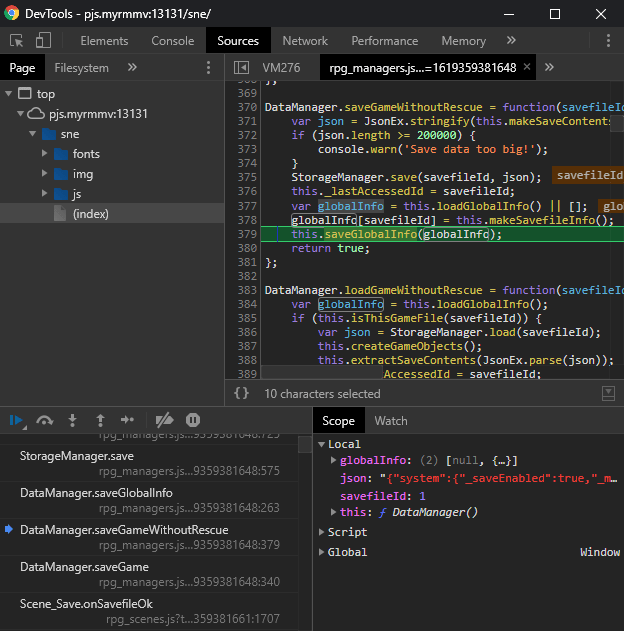 DevTools - pjs.myrmmv:13131/sne/
Elements Console Sources Network Performance Memory »
Page Filesystem »
VM276 rpg_managers.js...=1619359381648 × »
top
pjs.myrmmv:13131
sne
fonts
img
js
(index)
368 };
369
370 DataManager.saveGameWithoutRescue = function(savefileId
371 var json = JsonEx.stringify(this.makeSaveContents
372 if (json.length >= 200000) {
373 console.warn('Save data too big!');
374 }
375 StorageManager.save(savefileId, json); savefileId
376 this._lastAccessedId = savefileId;
377 var globalInfo = this.loadGlobalInfo() || []; glo
378 globalInfo[savefileId] = this.makeSavefileInfo();
379 this.saveGlobalInfo(globalInfo);
380 return true;
381 };
382
383 DataManager.loadGameWithoutRescue = function(savefileId
384 var globalInfo = this.loadGlobalInfo();
385 if (this.isThisGameFile(savefileId)) {
386 var json = StorageManager.load(savefileId);
387 this.createGameObjects();
388 this.extractSaveContents(JsonEx.parse(json));
389 AccessedId = savefileId;
{} 10 characters selected
rpg_managers.js...9359381648:725
StorageManager.save
rpg_managers.js...9359381648:575
DataManager.saveGlobalInfo
rpg_managers.js...9359381648:263
DataManager.saveGameWithoutRescue
rpg_managers.js...9359381648:379
DataManager.saveGame
rpg_managers.js...9359381648:340
Scene_Save.onSavefileOk
rpg_scenes.js?t...359381661:1707
Scope Watch
Local
globalInfo: (2) [null, {…}]
json: "{"system":{"_saveEnabled":true,"_m...
savefileId: 1
this: ƒ DataManager()
Script
Global Window